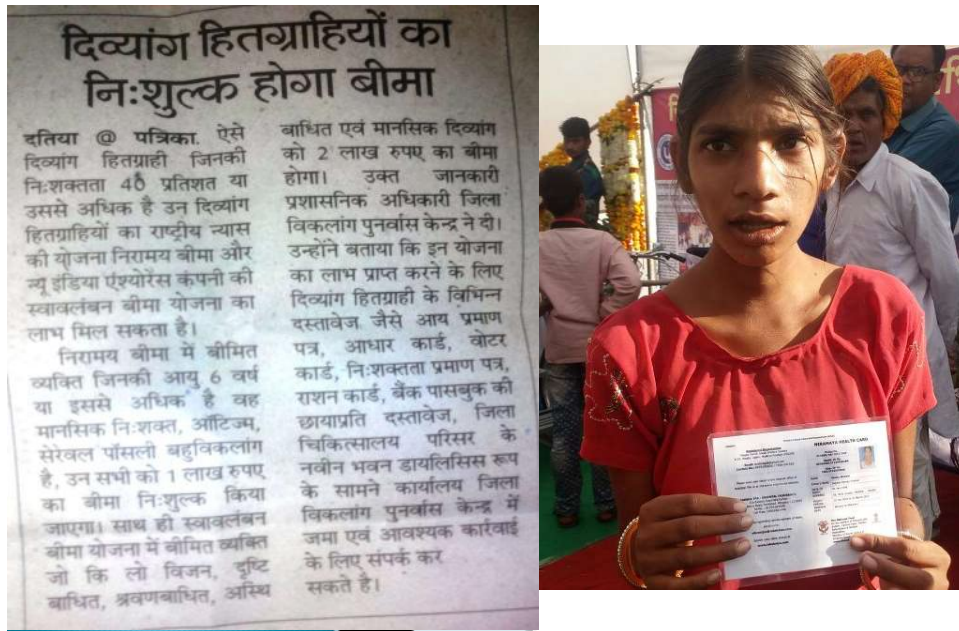 दिव्यांग हितग्राहियों का
निःशुल्क होगा बीमा
दतिया @ पत्रिका. ऐसे
दिव्यांग हितग्राही जिनकी
निःशक्तता 40 प्रतिशत या
उससे अधिक है उन दिव्यांग
हितग्राहियों का राष्ट्रीय न्यास
की योजना निरामय बीमा और
न्यू इंडिया एंश्योरेंस कंपनी की
स्वावलंबन बीमा योजना का
लाभ मिल सकता है।
निरामय बीमा में बीमित
व्यक्ति जिनकी आयु 6 वर्ष
या इससे अधिक है वह
मानसिक निःशक्त, ऑटिज्म,
सेरेवल पॉसली बहुविकलांग
है, उन सभी को 1 लाख रुपए
का बीमा निःशुल्क किया
जाएगा। साथ ही स्वावलंबन
बीमा योजना में बीमित व्यक्ति
जो कि लो विजन, दृष्टि
बाधित, श्रवणबाधित, अस्थि
बाधित एवं मानसिक दिव्यांग
को 2 लाख रुपए का बीमा
होगा। उक्त जानकारी
प्रशासनिक अधिकारी जिला
विकलांग पुनर्वास केन्द्र ने दी।
उन्होंने बताया कि इन योजना
का लाभ प्राप्त करने के लिए
दिव्यांग हितग्राही के विभिन्न
दस्तावेज जैसे आय प्रमाण
पत्र, आधार कार्ड, वोटर
कार्ड, निःशक्तता प्रमाण पत्र,
राशन कार्ड, बैंक पासबुक की
छायाप्रति दस्तावेज, जिला
चिकित्सालय परिसर के
नवीन भवन डायलिसिस रूप
के सामने कार्यालय जिला
विकलांग पुनर्वास केन्द्र में
जमा एवं आवश्यक कार्रवाई
के लिए संपर्क कर
सकते है।
NIRAMAYA HEALTH CARD